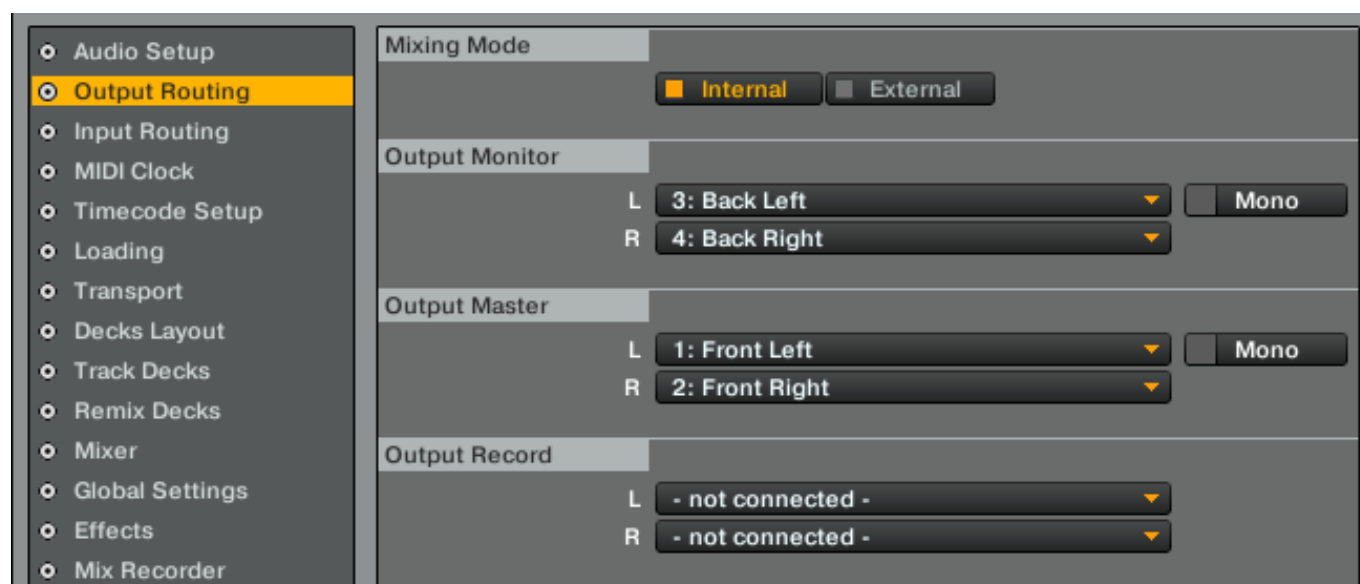 Audio Setup
Output Routing
Input Routing
MIDI Clock
Timecode Setup
Loading
Transport
Decks Layout
Track Decks
Remix Decks
Mixer
Global Settings
Effects
Mix Recorder
Mixing Mode
Internal External
Output Monitor
L 3: Back Left Mono
R 4: Back Right
Output Master
L 1: Front Left Mono
R 2: Front Right
Output Record
L - not connected -
R - not connected -